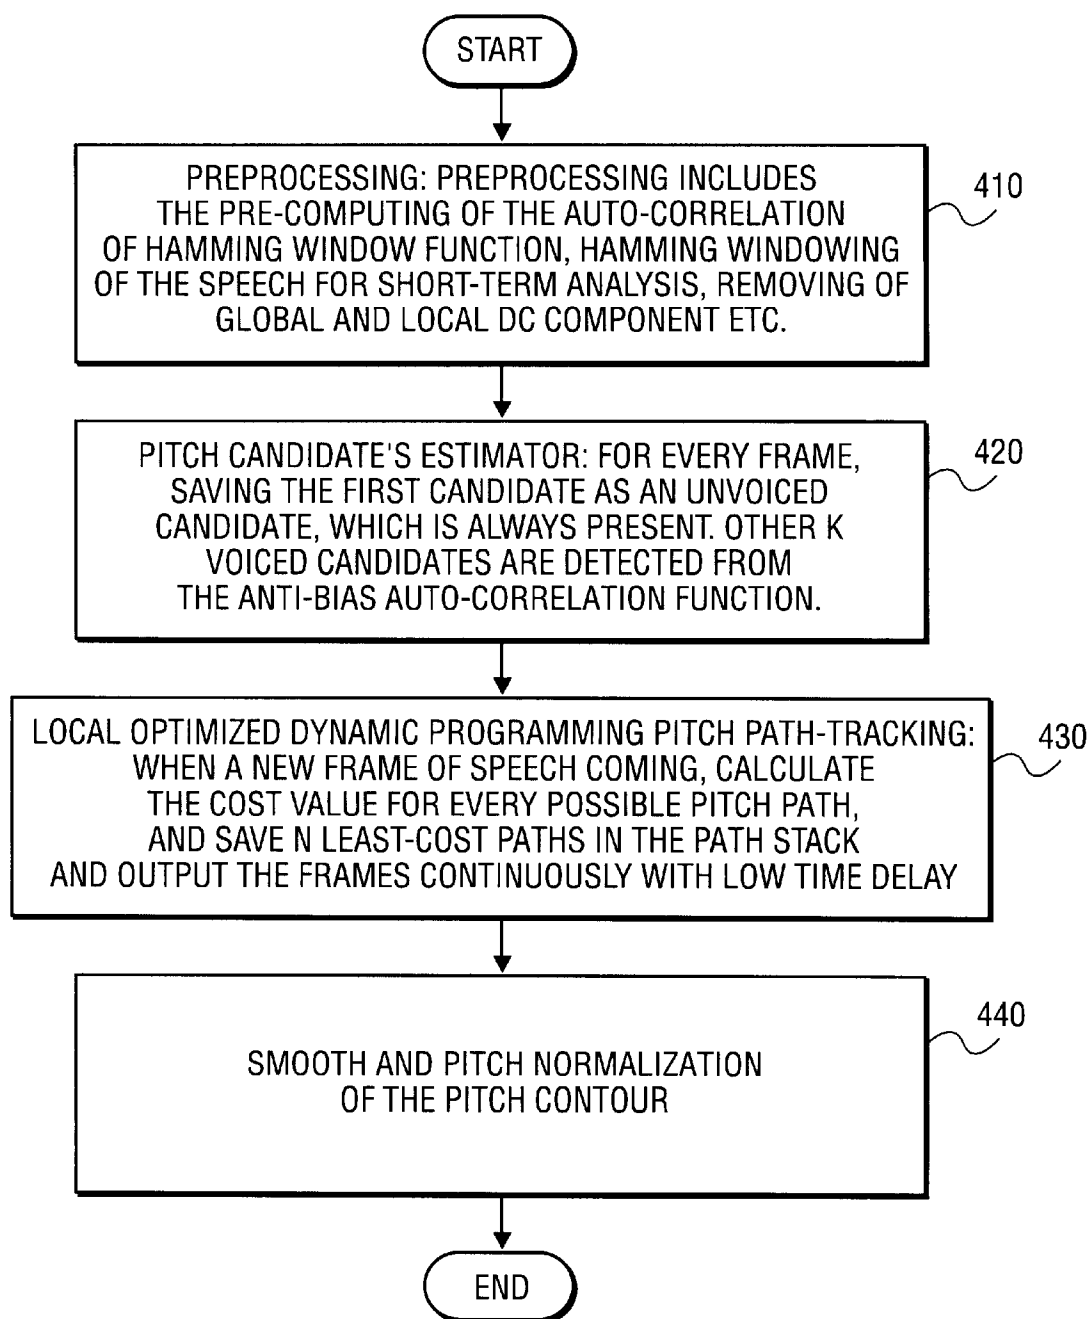 START
PREPROCESSING: PREPROCESSING INCLUDES
THE PRE-COMPUTING OF THE AUTO-CORRELATION
OF HAMMING WINDOW FUNCTION, HAMMING WINDOWING
OF THE SPEECH FOR SHORT-TERM ANALYSIS, REMOVING OF
GLOBAL AND LOCAL DC COMPONENT ETC.
410
PITCH CANDIDATE'S ESTIMATOR: FOR EVERY FRAME,
SAVING THE FIRST CANDIDATE AS AN UNVOICED
CANDIDATE, WHICH IS ALWAYS PRESENT. OTHER K
VOICED CANDIDATES ARE DETECTED FROM
THE ANTI-BIAS AUTO-CORRELATION FUNCTION.
420
LOCAL OPTIMIZED DYNAMIC PROGRAMMING PITCH PATH-TRACKING:
WHEN A NEW FRAME OF SPEECH COMING, CALCULATE
THE COST VALUE FOR EVERY POSSIBLE PITCH PATH,
AND SAVE N LEAST-COST PATHS IN THE PATH STACK
AND OUTPUT THE FRAMES CONTINUOUSLY WITH LOW TIME DELAY
430
SMOOTH AND PITCH NORMALIZATION
OF THE PITCH CONTOUR
440
END